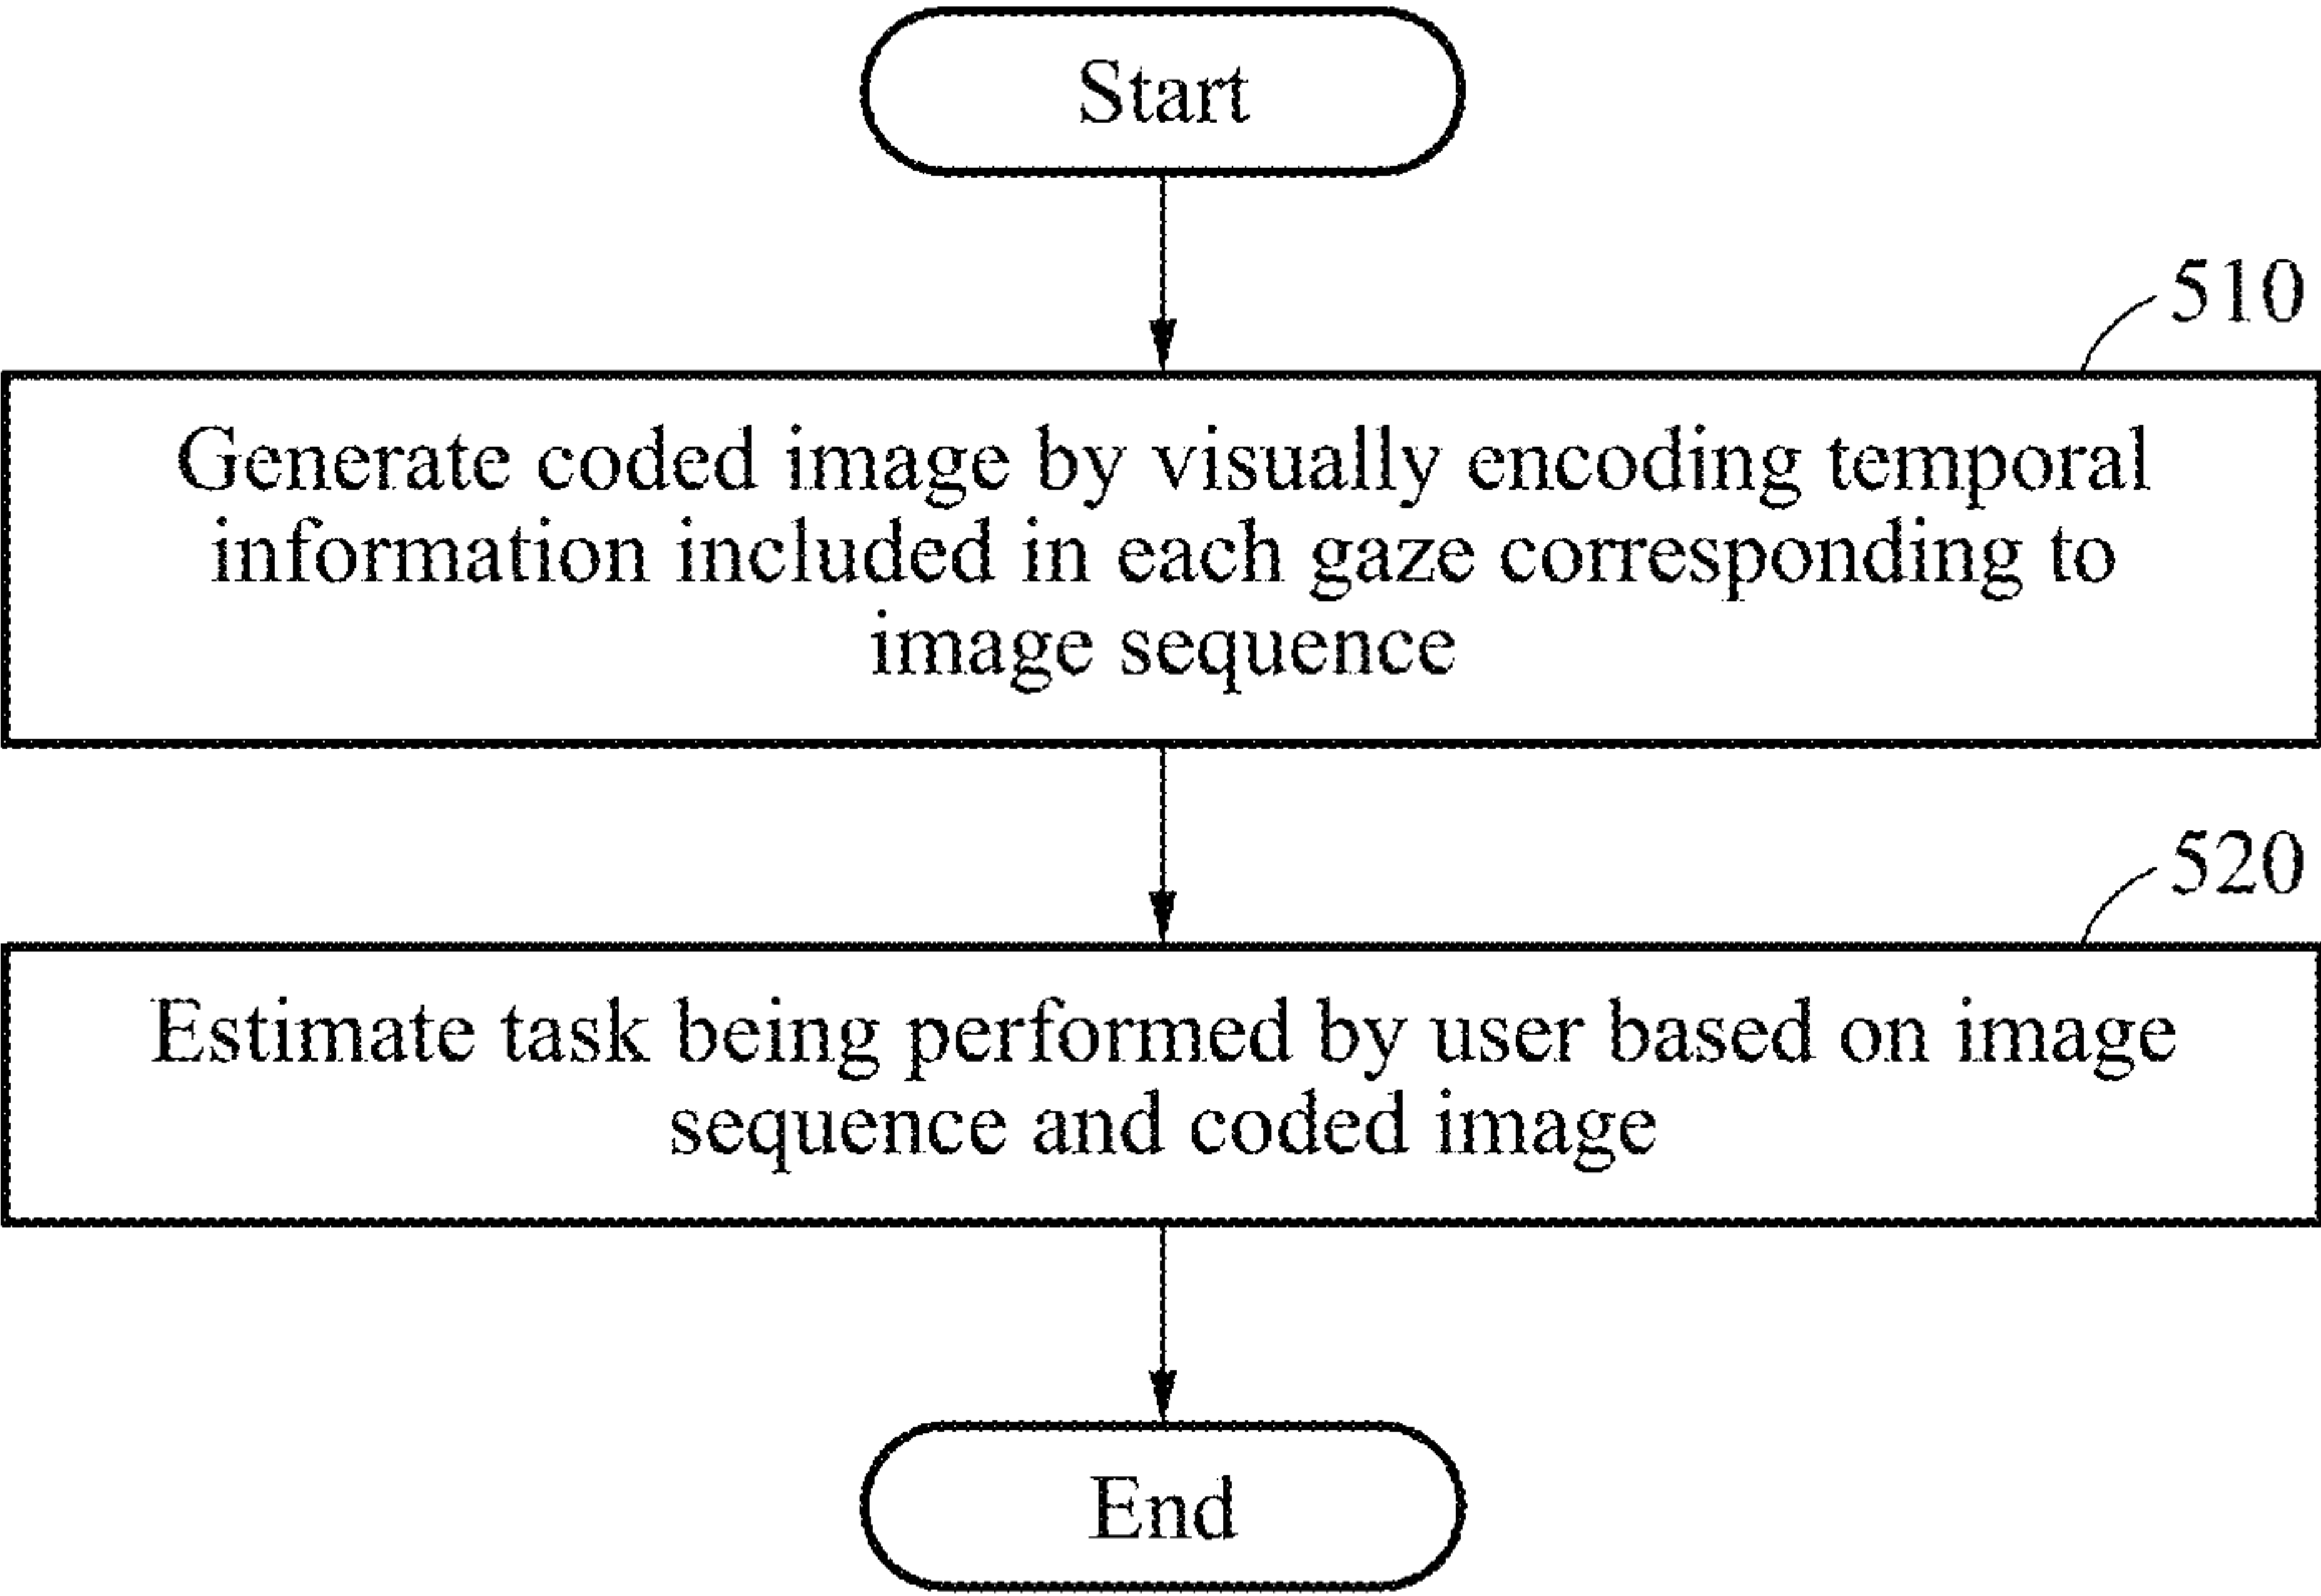 Start
510
Generate coded image by visually encoding temporal
information included in each gaze corresponding to
image sequence
520
Estimate task being performed by user based on image
sequence and coded image
End